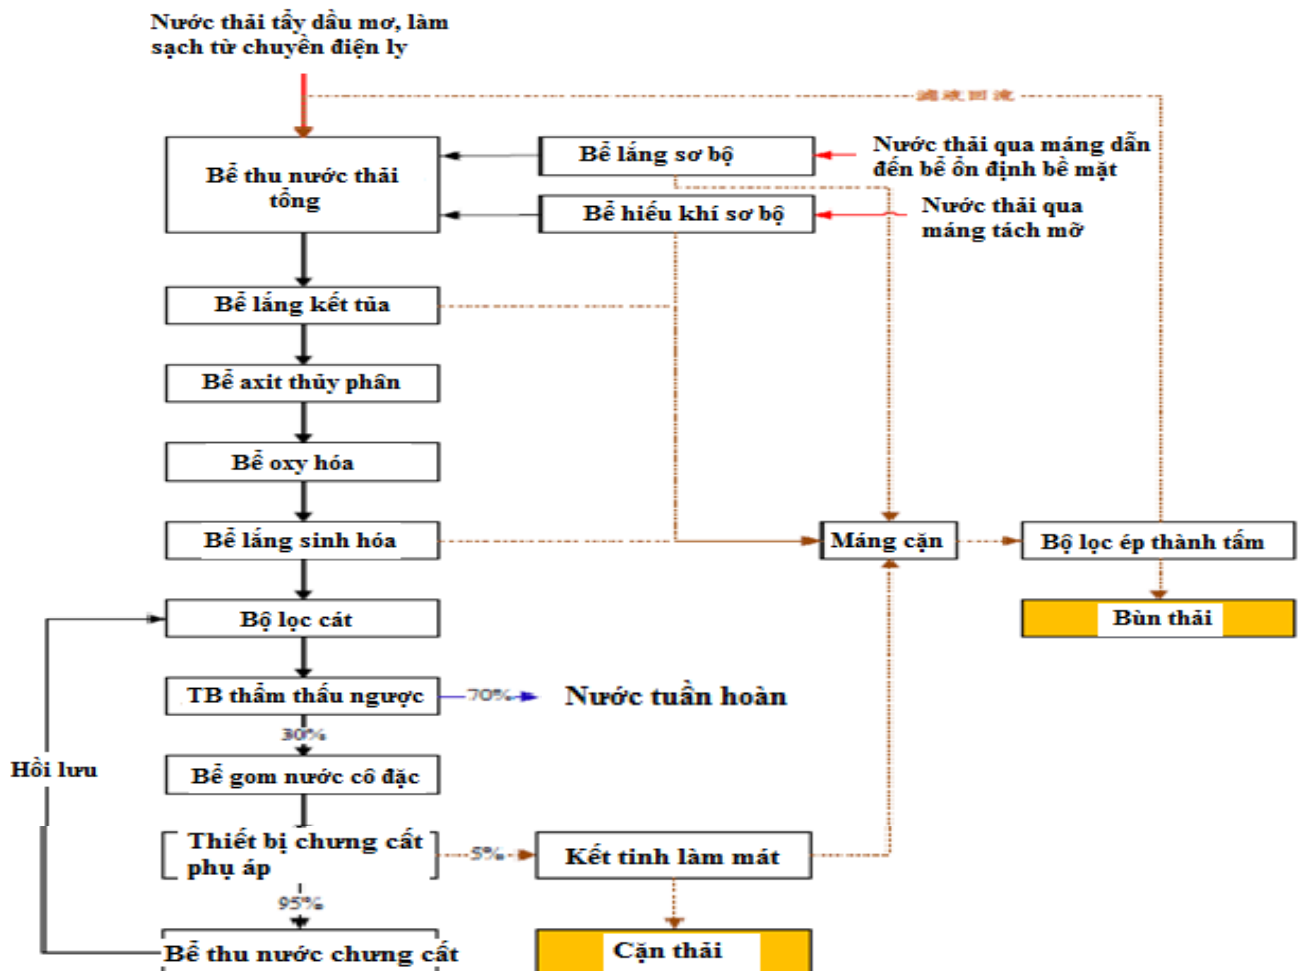 Nước thải tẩy dầu mơ, làm
sạch từ chuyền điện ly
滤液回流
Bể thu nước thải
tổng
Bể lắng sơ bộ
Nước thải qua máng dẫn
đến bể ổn định bề mặt
Bể hiếu khí sơ bộ
Nước thải qua
máng tách mỡ
Bể lắng kết tủa
Bể axit thủy phân
Bể oxy hóa
Bể lắng sinh hóa
Máng cặn
Bộ lọc ép thành tấm
Bộ lọc cát
Bùn thải
TB thẩm thấu ngược
70%
Nước tuần hoàn
30%
Hồi lưu
Bể gom nước cô đặc
Thiết bị chưng cất
phụ áp
5%
Kết tinh làm mát
95%
Bể thu nước chưng cất
Cặn thải